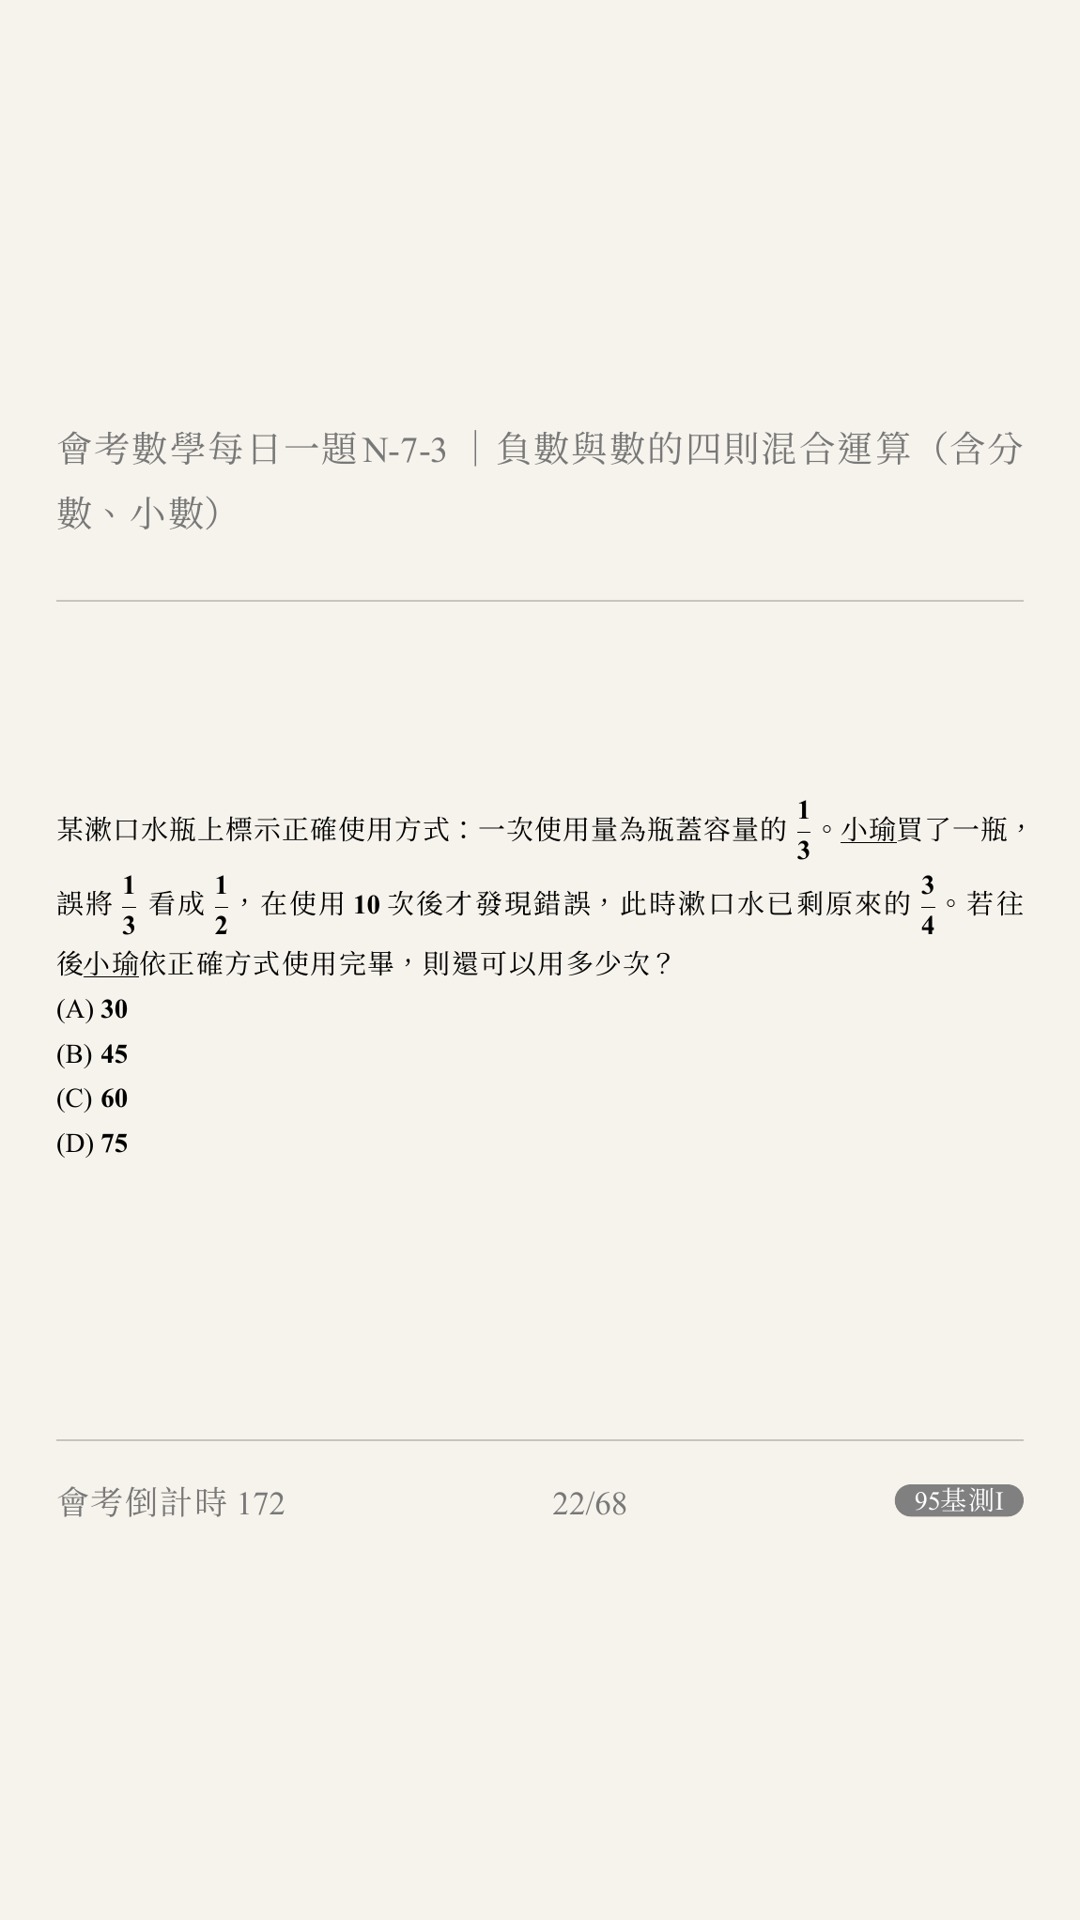 會考數學每日一題N-7-3 ｜負數與數的四則混合運算（含分
數、小數）
某漱口水瓶上標示正確使用方式：一次使用量為瓶蓋容量的 1/3。小瑜買了一瓶，
誤將 1/3 看成 1/2，在使用 10 次後才發現錯誤，此時漱口水已剩原來的 3/4。若往
後小瑜依正確方式使用完畢，則還可以用多少次？
(A) 30
(B) 45
(C) 60
(D) 75
會考倒計時 172
22/68
95基測I